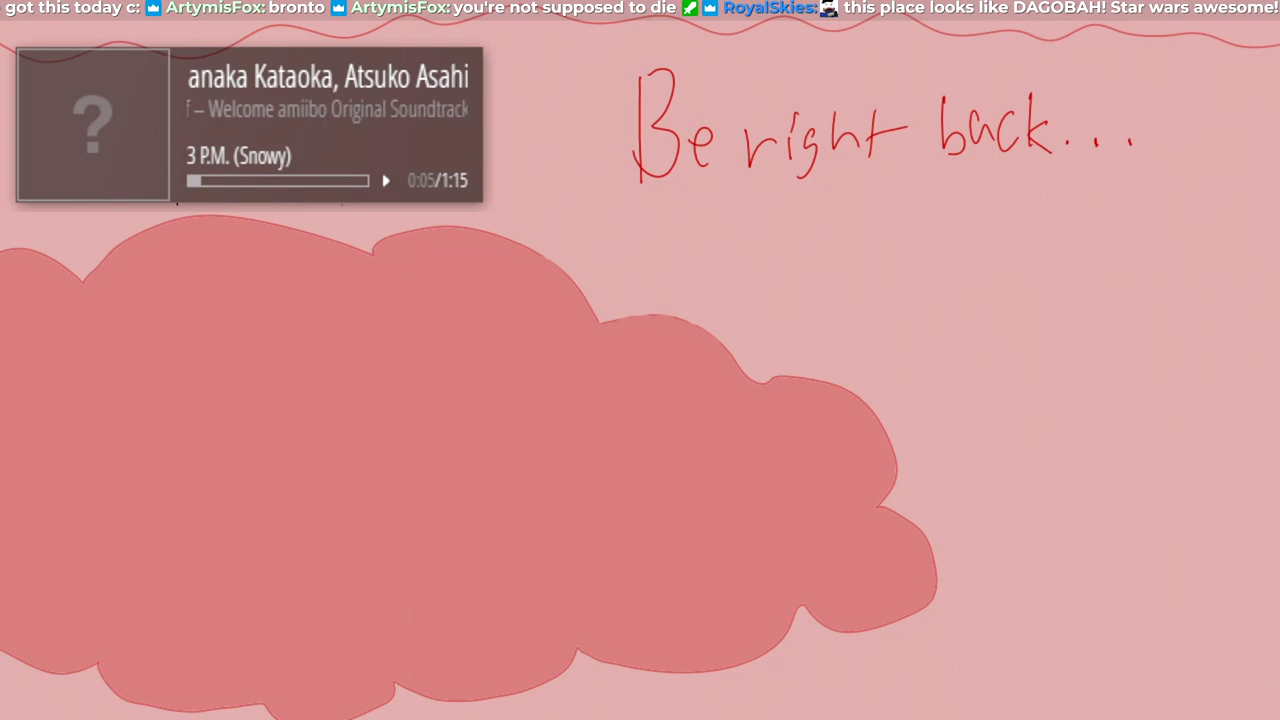 got this today c: ArtymisFox: bronto ArtymisFox: you're not supposed to die RoyalSkies: this place looks like DAGOBAH! Star wars awesome!
anaka Kataoka, Atsuko Asahi
f – Welcome amiibo Original Soundtrack
3 P.M. (Snowy)
0:05/1:15
?
Be right back...